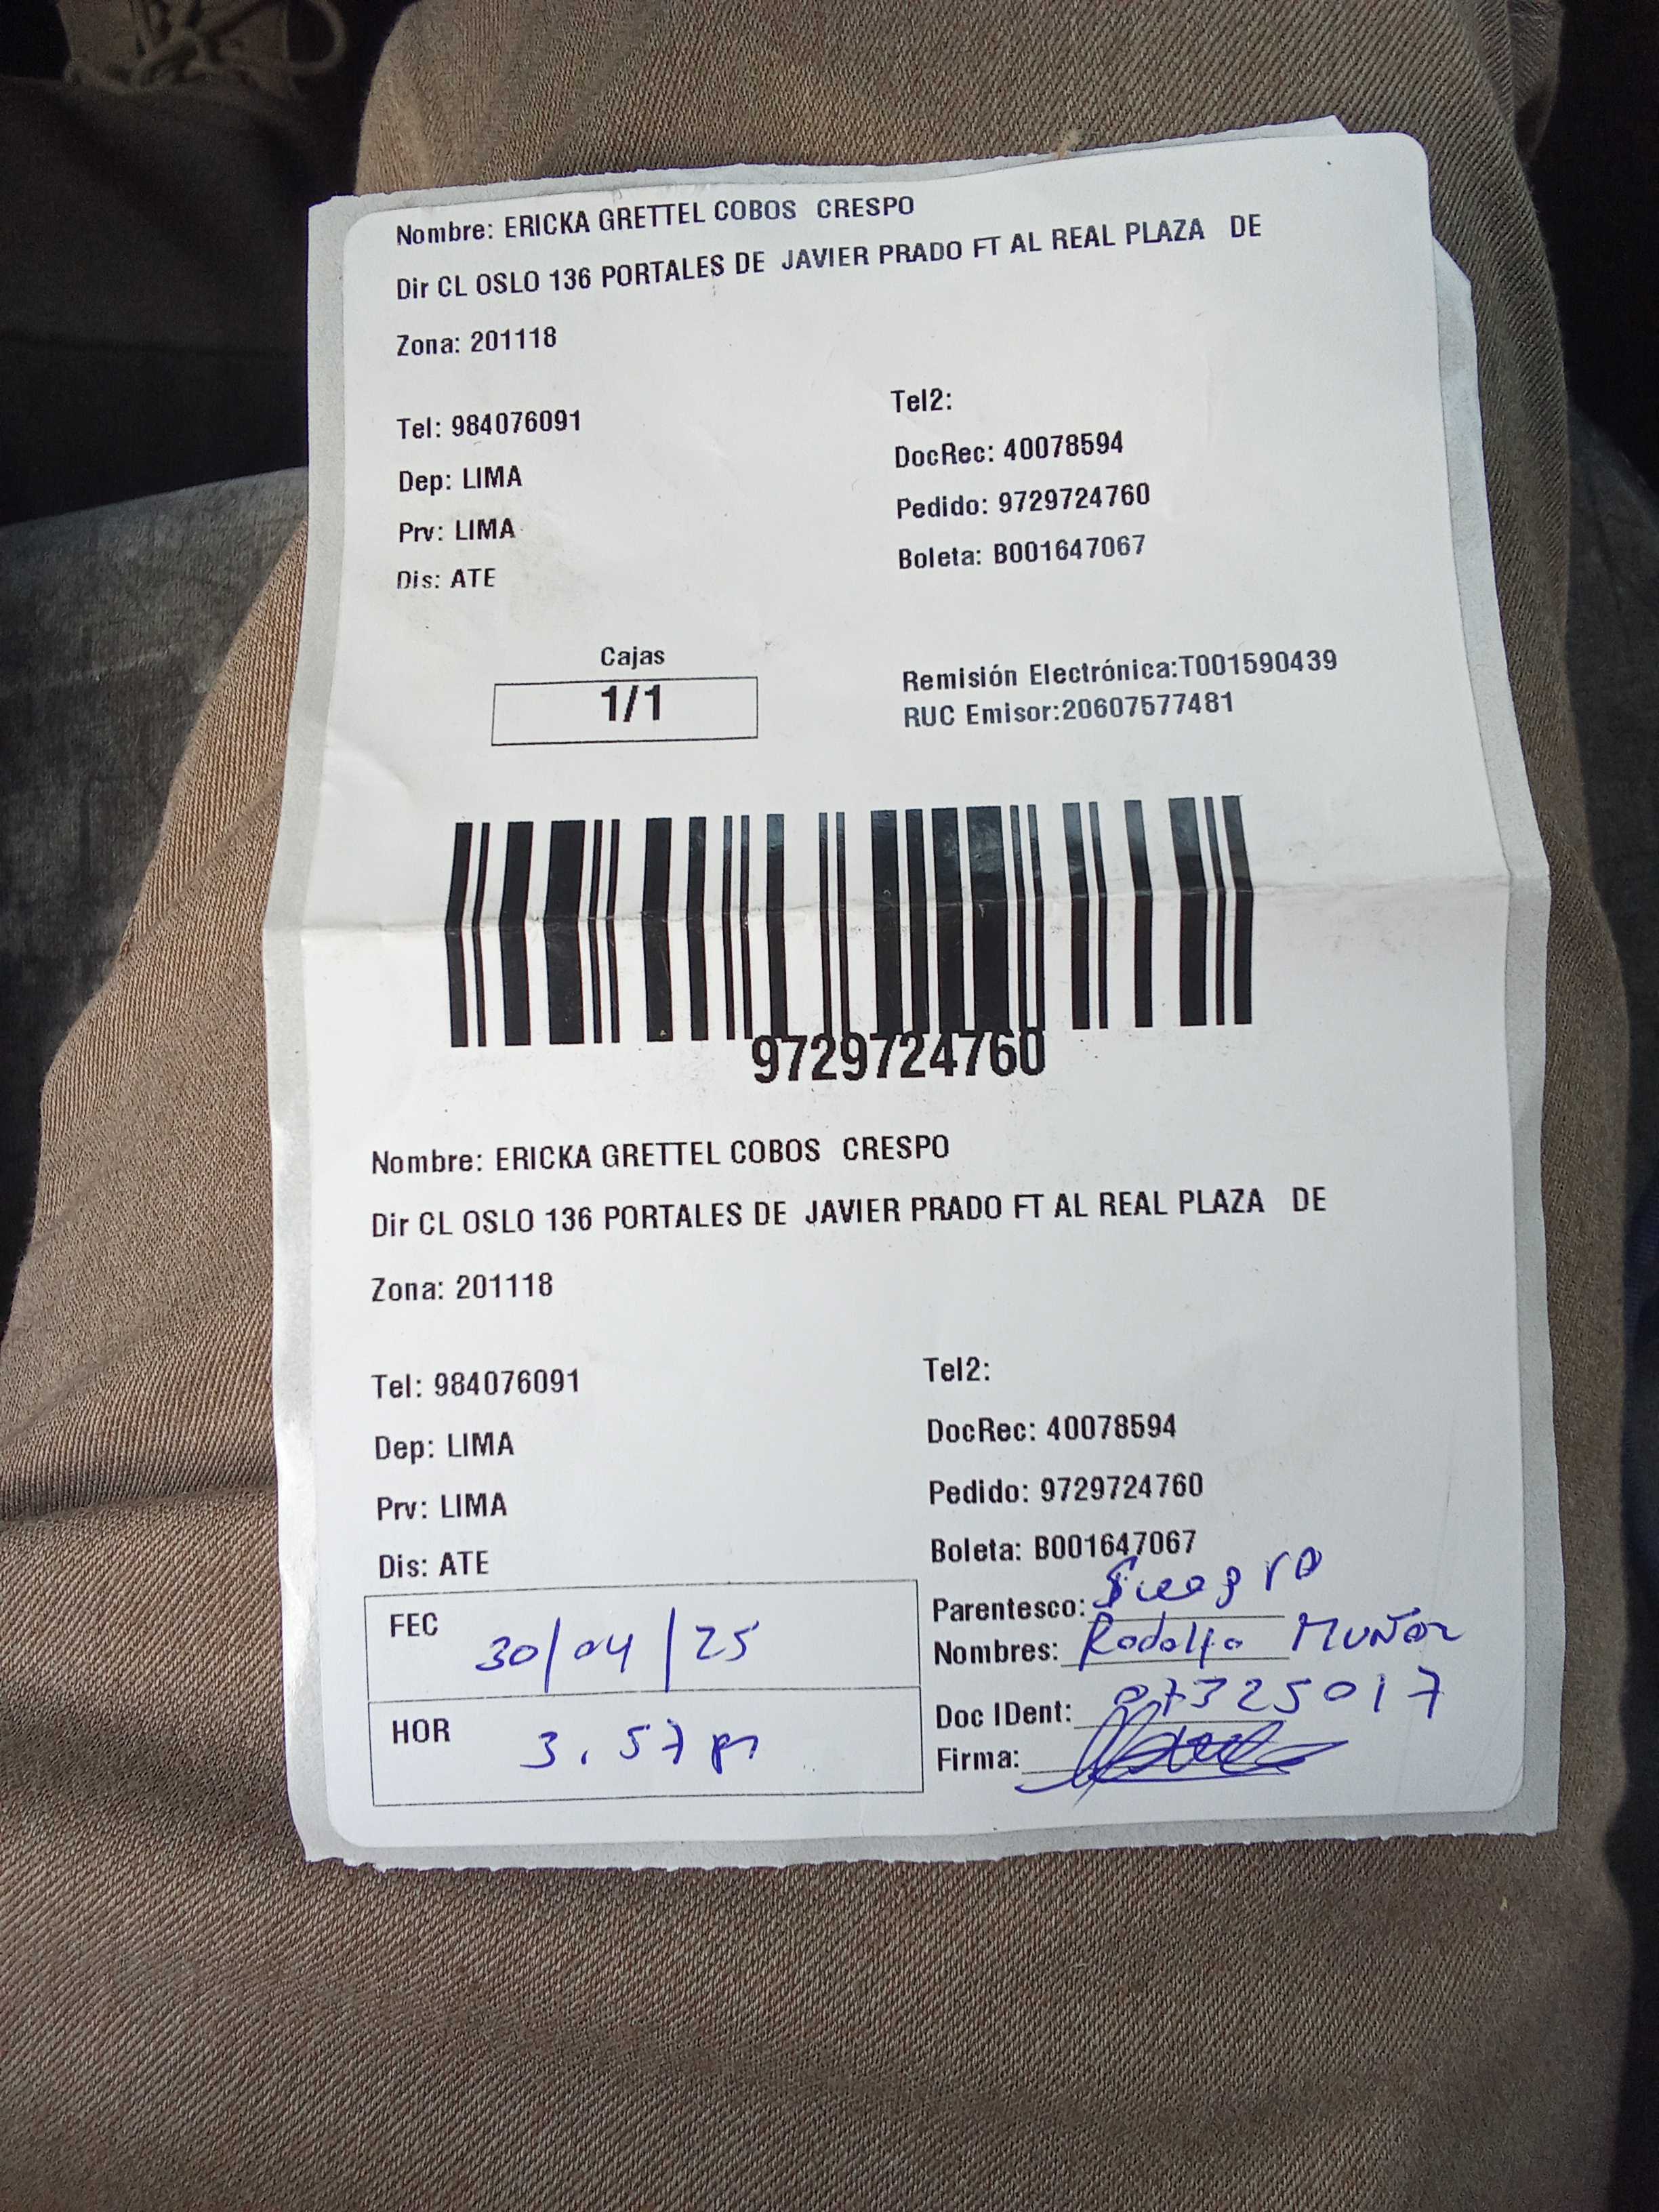 Nombre: ERICKA GRETTEL COBOS CRESPO
Dir CL OSLO 136 PORTALES DE JAVIER PRADO FT AL REAL PLAZA DE
Zona: 201118
Tel: 984076091
Tel2:
Dep: LIMA
DocRec: 40078594
Prv: LIMA
Pedido: 9729724760
Dis: ATE
Boleta: B001647067
Cajas
1/1
Remisión Electrónica:T001590439
RUC Emisor:20607577481
9729724760
Nombre: ERICKA GRETTEL COBOS CRESPO
Dir CL OSLO 136 PORTALES DE JAVIER PRADO FT AL REAL PLAZA DE
Zona: 201118
Tel: 984076091
Tel2:
Dep: LIMA
DocRec: 40078594
Prv: LIMA
Pedido: 9729724760
Dis: ATE
Boleta: B001647067
FEC 30/04/25
HOR 3.57 pm
Parentesco: Suegro
Nombres: Rodolfo MUÑOZ
Doc IDent:
Firma: